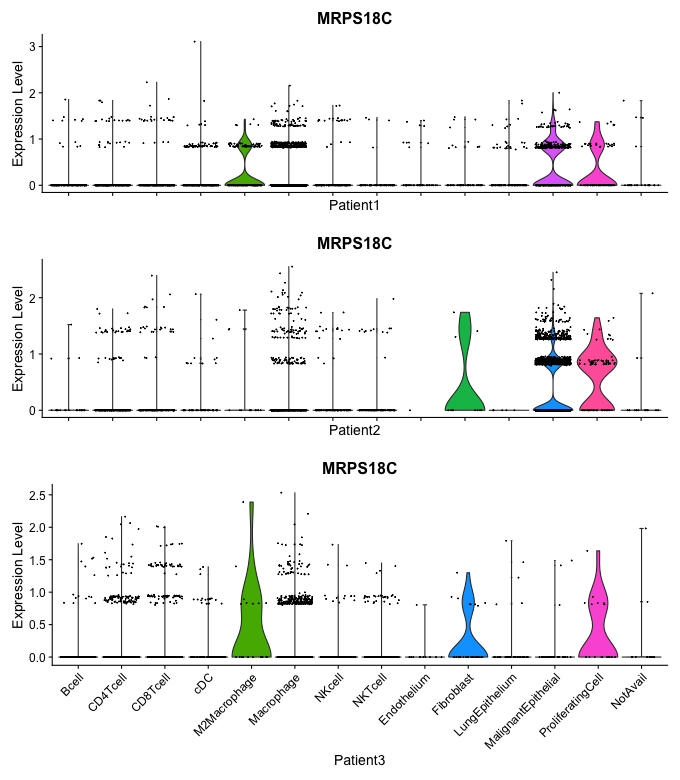 MRPS18C
Expression Level
3
2
1
0
Patient1
MRPS18C
Expression Level
2
1
0
Patient2
MRPS18C
Expression Level
2.5
2.0
1.5
1.0
0.5
0.0
Bcell
CD4Tcell
CD8Tcell
cDC
M2Macrophage
Macrophage
NKcell
NKTcell
Endothelium
Fibroblast
LungEpithelium
MalignantEpithelial
ProliferatingCell
NotAvail
Patient3